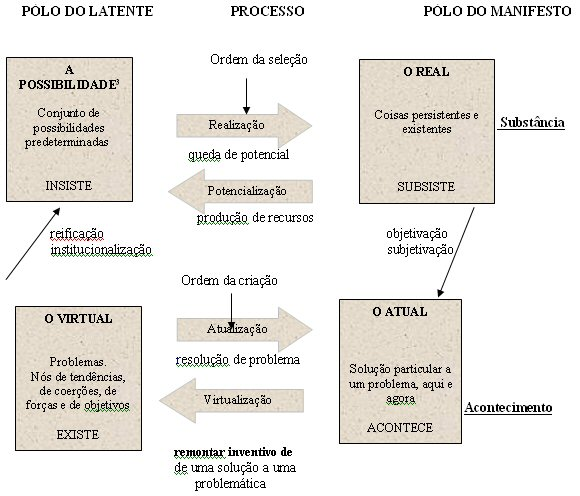 PÓLO DO LATENTE
PROCESSO
PÓLO DO MANIFESTO
A
POSSIBILIDADE³
Conjunto de
possibilidades
predeterminadas
INSISTE
Ordem da seleção
Realização
queda de potencial
Potencialização
produção de recursos
O REAL
Coisas persistentes e
existentes
SUBSISTE
Substância
reificação
institucionalização
objetivação
subjetivação
O VIRTUAL
Problemas.
Nós de tendências,
de coerções, de
forças e de objetivos
EXISTE
Ordem da criação
Atualização
resolução de problema
Virtualização
remontar inventivo de
de uma solução a uma
problemática
O ATUAL
Solução particular a
um problema, aqui e
agora
ACONTECE
Acontecimento